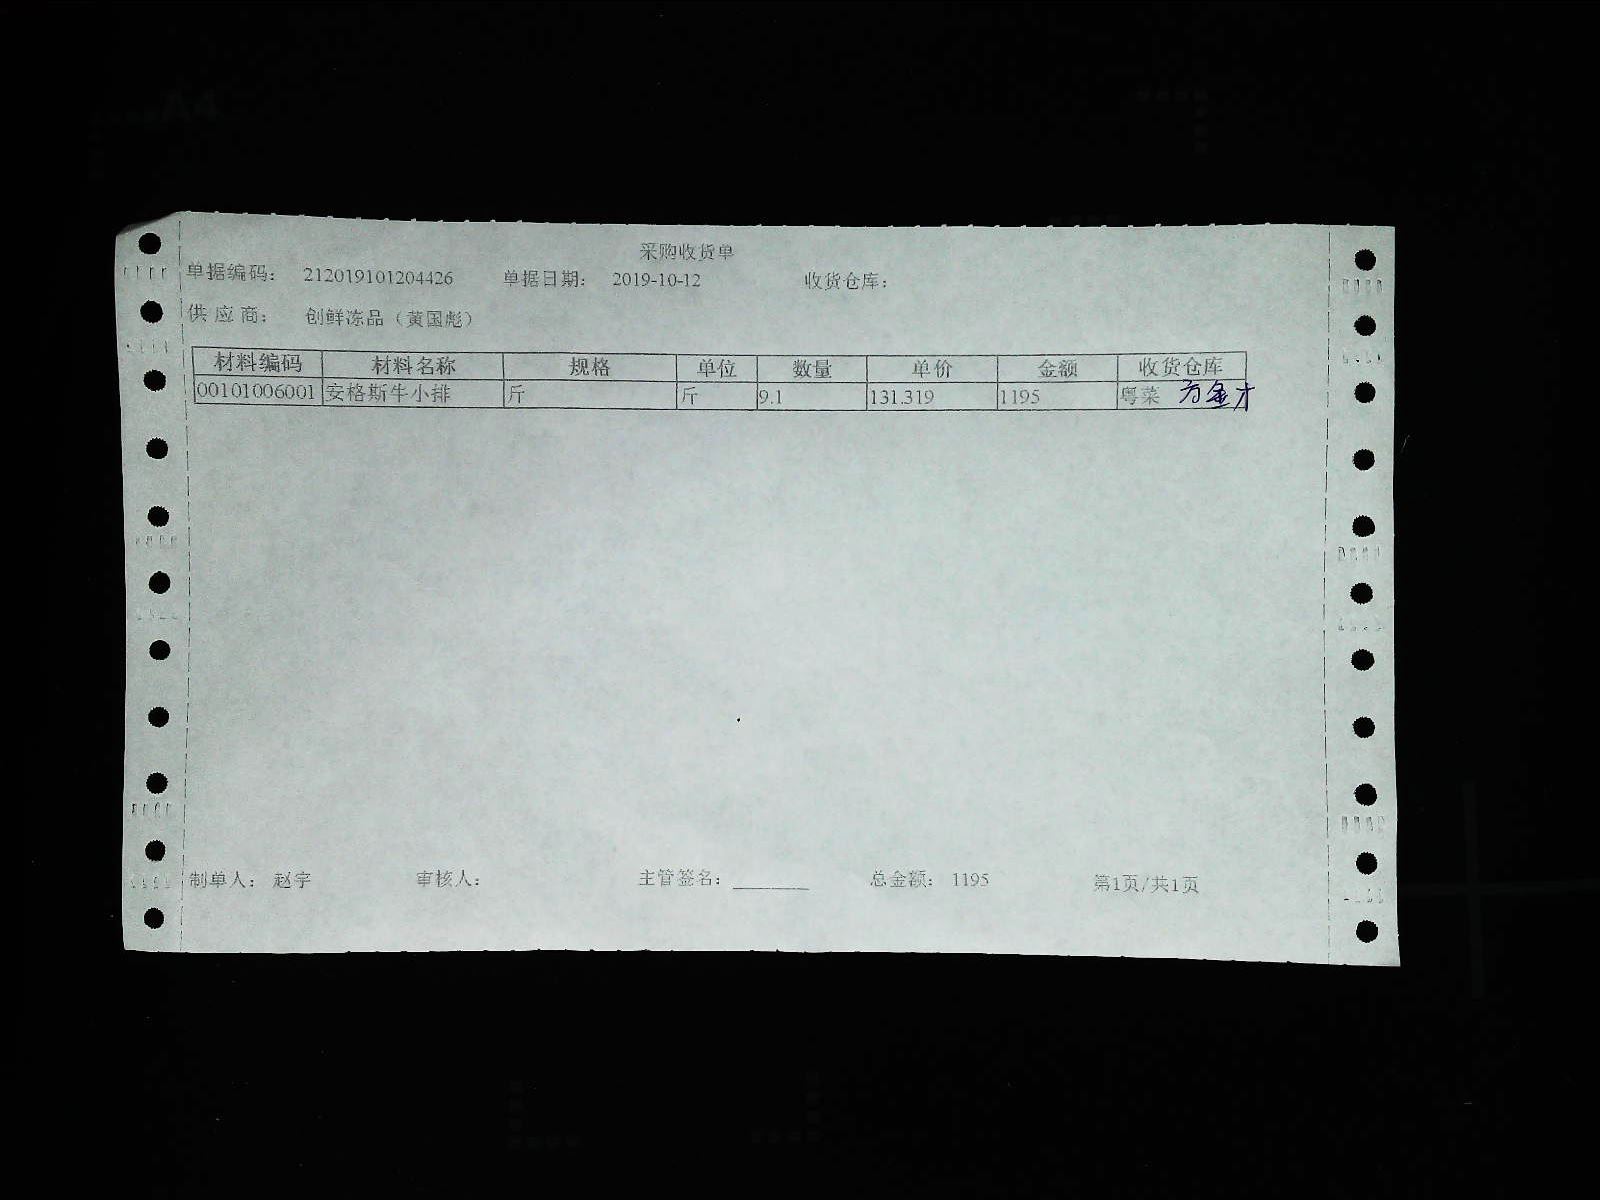 采购收货单
单据编码： 212019101204426 单据日期： 2019-10-12 收货仓库：
供应商： 创鲜冻品（黄国彪）
材料编码 材料名称 规格 单位 数量 单价 金额 收货仓库
00101006001 安格斯牛小排 斤 斤 9.1 131.319 1195 粤菜
制单人： 赵宇 审核人： 主管签名： 总金额： 1195 第1页/共1页